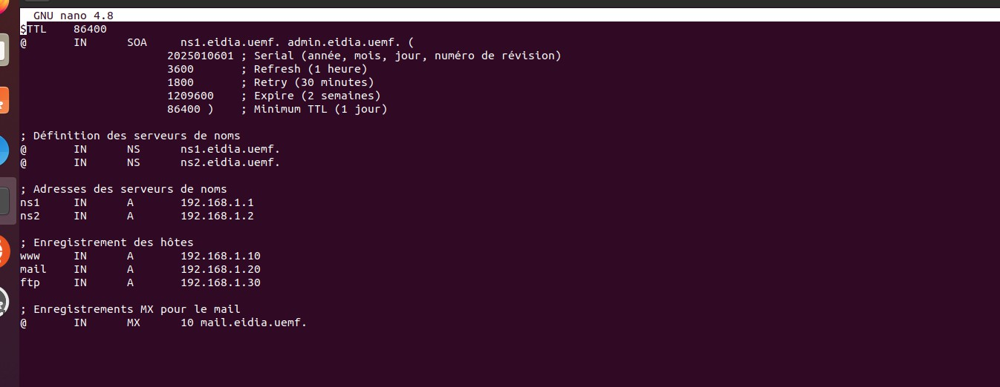 GNU nano 4.8
$TTL    86400
@       IN      SOA     ns1.eidia.uemf. admin.eidia.uemf. (
                      2025010601 ; Serial (année, mois, jour, numéro de révision)
                      3600       ; Refresh (1 heure)
                      1800       ; Retry (30 minutes)
                      1209600    ; Expire (2 semaines)
                      86400 )    ; Minimum TTL (1 jour)
; Définition des serveurs de noms
@       IN      NS      ns1.eidia.uemf.
@       IN      NS      ns2.eidia.uemf.
; Adresses des serveurs de noms
ns1     IN      A       192.168.1.1
ns2     IN      A       192.168.1.2
; Enregistrement des hôtes
www     IN      A       192.168.1.10
mail    IN      A       192.168.1.20
ftp     IN      A       192.168.1.30
; Enregistrements MX pour le mail
@       IN      MX      10 mail.eidia.uemf.